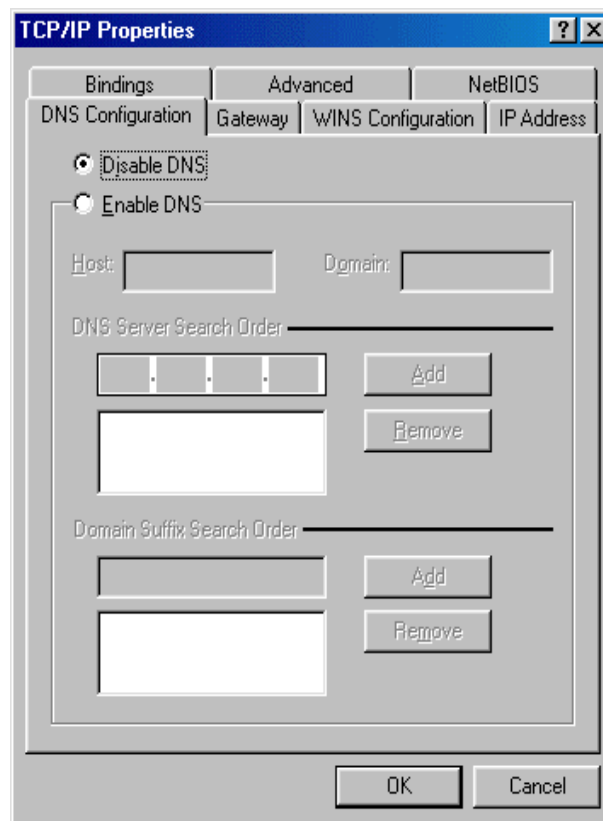 TCP/IP Properties
Bindings Advanced NetBIOS
DNS Configuration Gateway WINS Configuration IP Address
Disable DNS
Enable DNS
Host: Domain:
DNS Server Search Order
. . .
Add
Remove
Domain Suffix Search Order
Add
Remove
OK Cancel